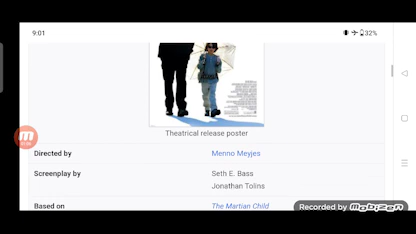 9:01
32%
Theatrical release poster
Directed by Menno Meyjes
Screenplay by Seth E. Bass
Jonathan Tolins
Based on The Martian Child
Recorded by Mobizen